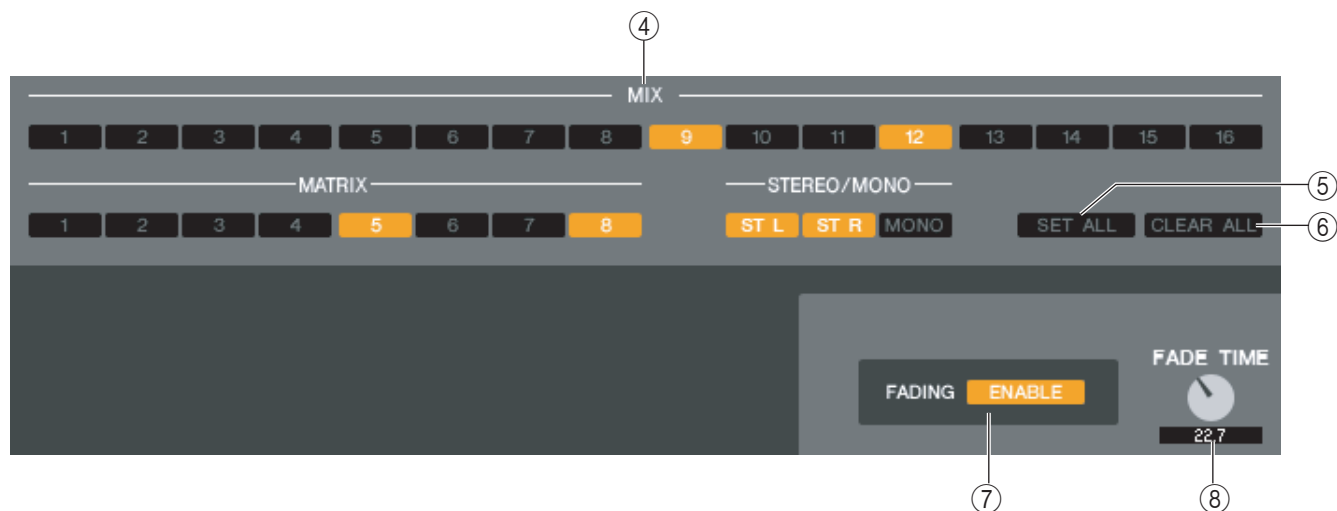 ④
MIX
1 2 3 4 5 6 7 8 9 10 11 12 13 14 15 16
MATRIX STEREO/MONO ⑤
1 2 3 4 5 6 7 8 ST L ST R MONO SET ALL CLEAR ALL ⑥
FADE TIME
FADING ENABLE
22.7
⑦ ⑧